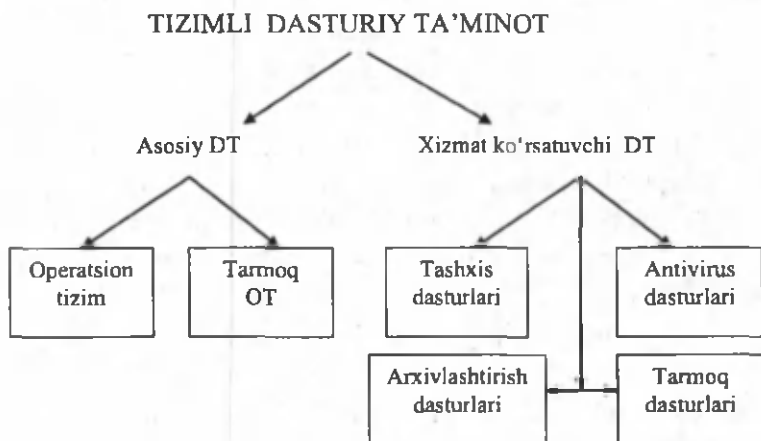 TIZIMLI DASTURIY TA’MINOT
Asosiy DT
Xizmat ko‘rsatuvchi DT
Operatsion
tizim
Tarmoq
OT
Tashxis
dasturlari
Antivirus
dasturlari
Arxivlashtirish
dasturlari
Tarmoq
dasturlari